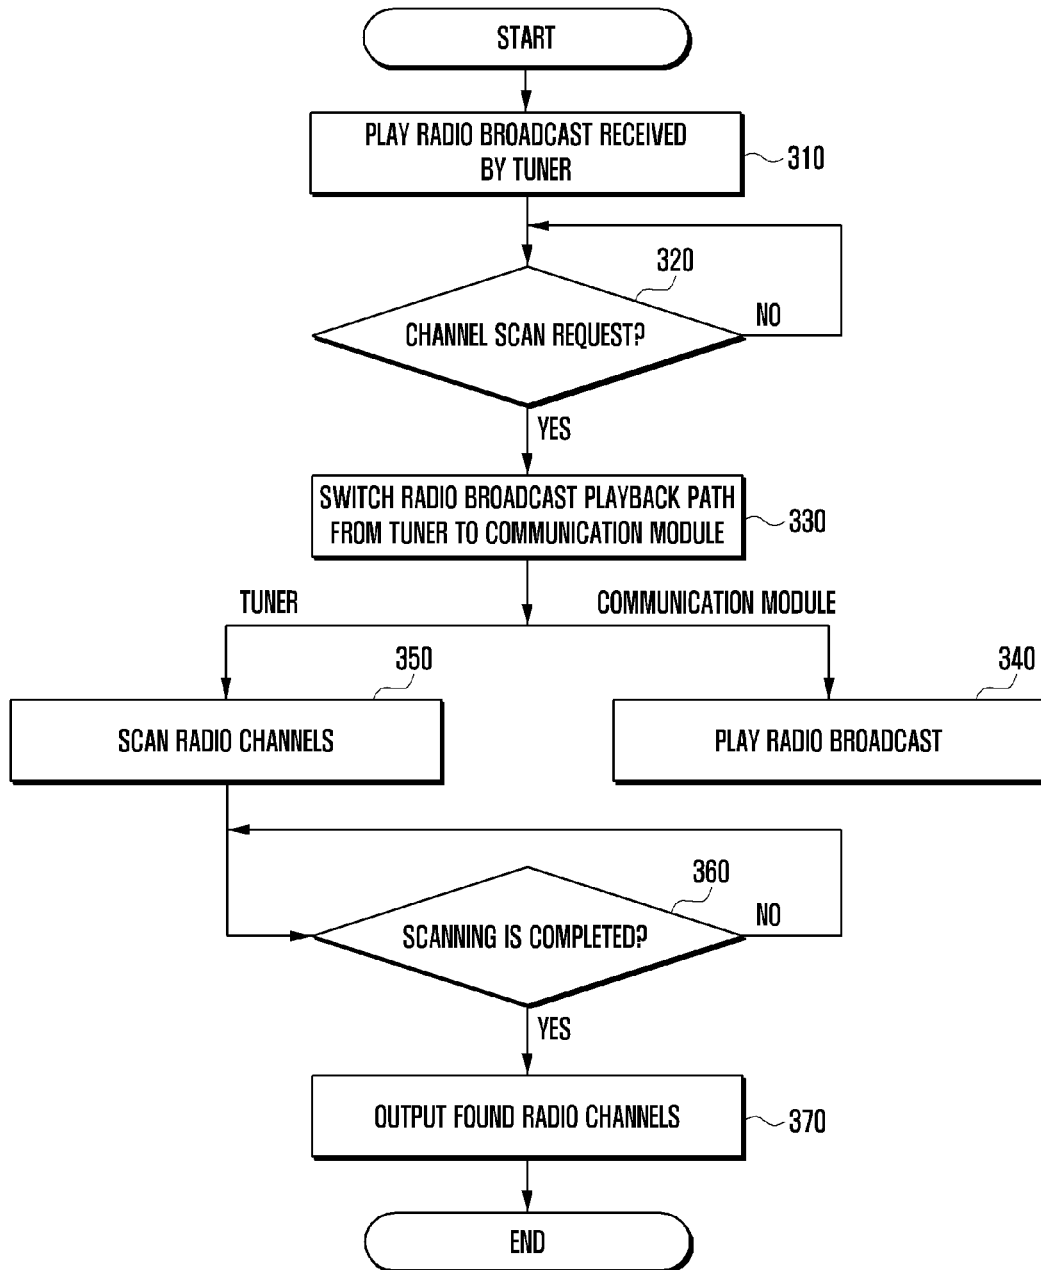 START
PLAY RADIO BROADCAST RECEIVED
BY TUNER
310
320
CHANNEL SCAN REQUEST?
NO
YES
SWITCH RADIO BROADCAST PLAYBACK PATH
FROM TUNER TO COMMUNICATION MODULE
330
TUNER
COMMUNICATION MODULE
350
340
SCAN RADIO CHANNELS
PLAY RADIO BROADCAST
360
SCANNING IS COMPLETED?
NO
YES
OUTPUT FOUND RADIO CHANNELS
370
END